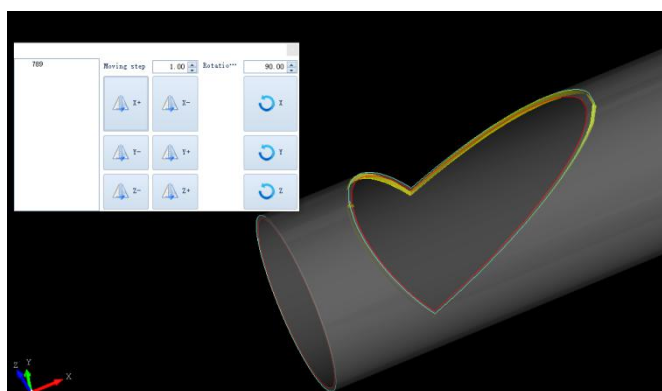 789
Moving step 1.00 Rotatio… 90.00
X+ X- X
Y- Y+ Y
Z- Z+ Z
Z Y X